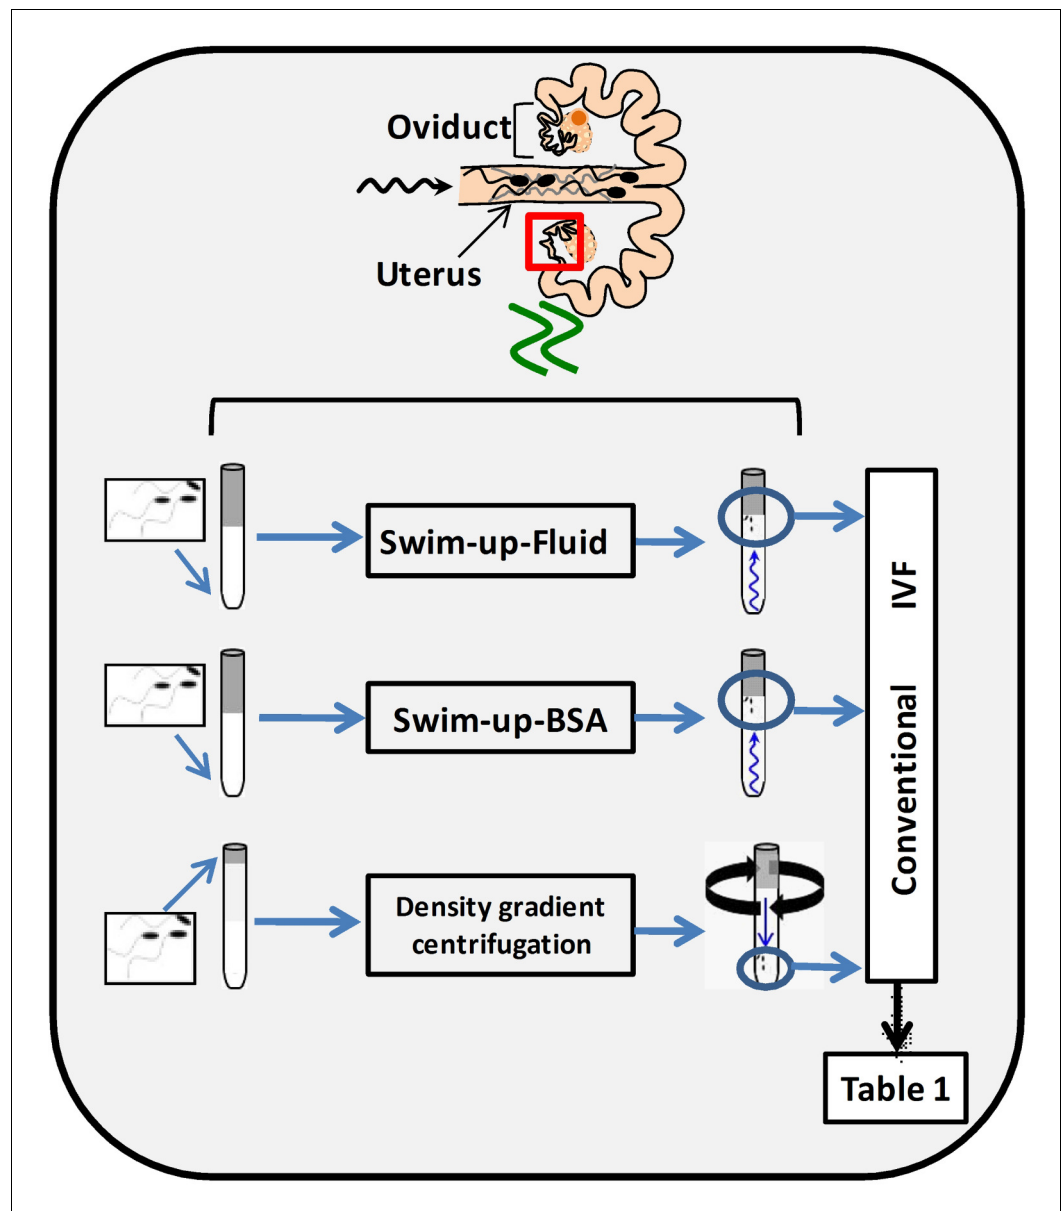 Oviduct
Uterus
Swim-up-Fluid
Swim-up-BSA
Density gradient
centrifugation
Conventional IVF
Table 1